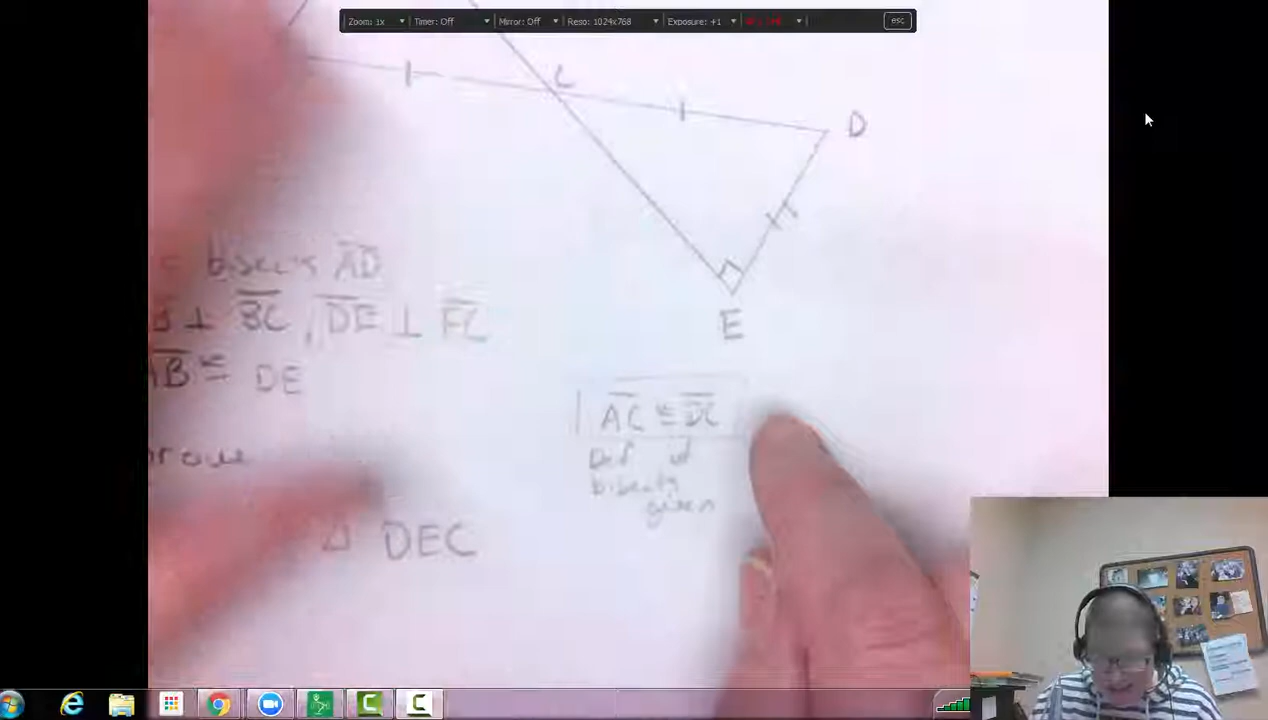 Zoom: 1x Timer: Off Mirror: Off Reso: 1024x768 Exposure: +1 esc
C
D
E
bisects AD
⊥ BC , DE ⊥ EC
AB ≅ DE
AC ≅ DC
Def of
bisects
given
Δ DEC